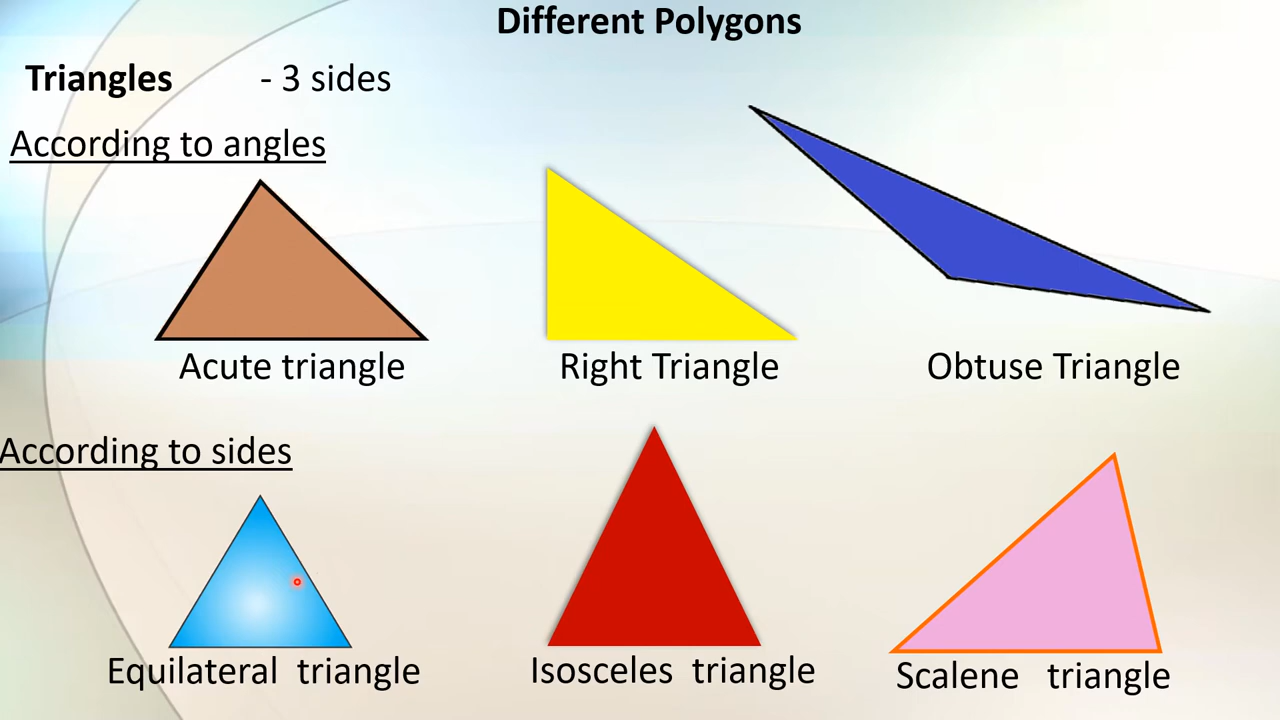 Different Polygons
Triangles - 3 sides
According to angles
Acute triangle
Right Triangle
Obtuse Triangle
According to sides
Equilateral triangle
Isosceles triangle
Scalene triangle